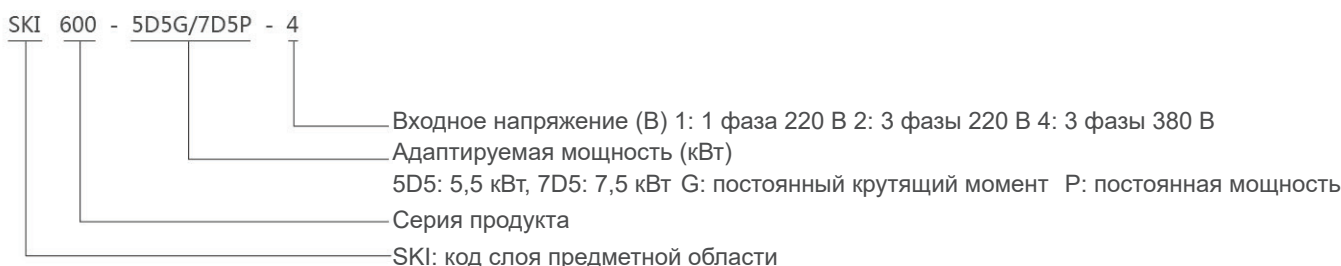 SKI 600 - 5D5G/7D5P - 4
Входное напряжение (В) 1: 1 фаза 220 В 2: 3 фазы 220 В 4: 3 фазы 380 В
Адаптируемая мощность (кВт)
5D5: 5,5 кВт, 7D5: 7,5 кВт G: постоянный крутящий момент P: постоянная мощность
Серия продукта
SKI: код слоя предметной области